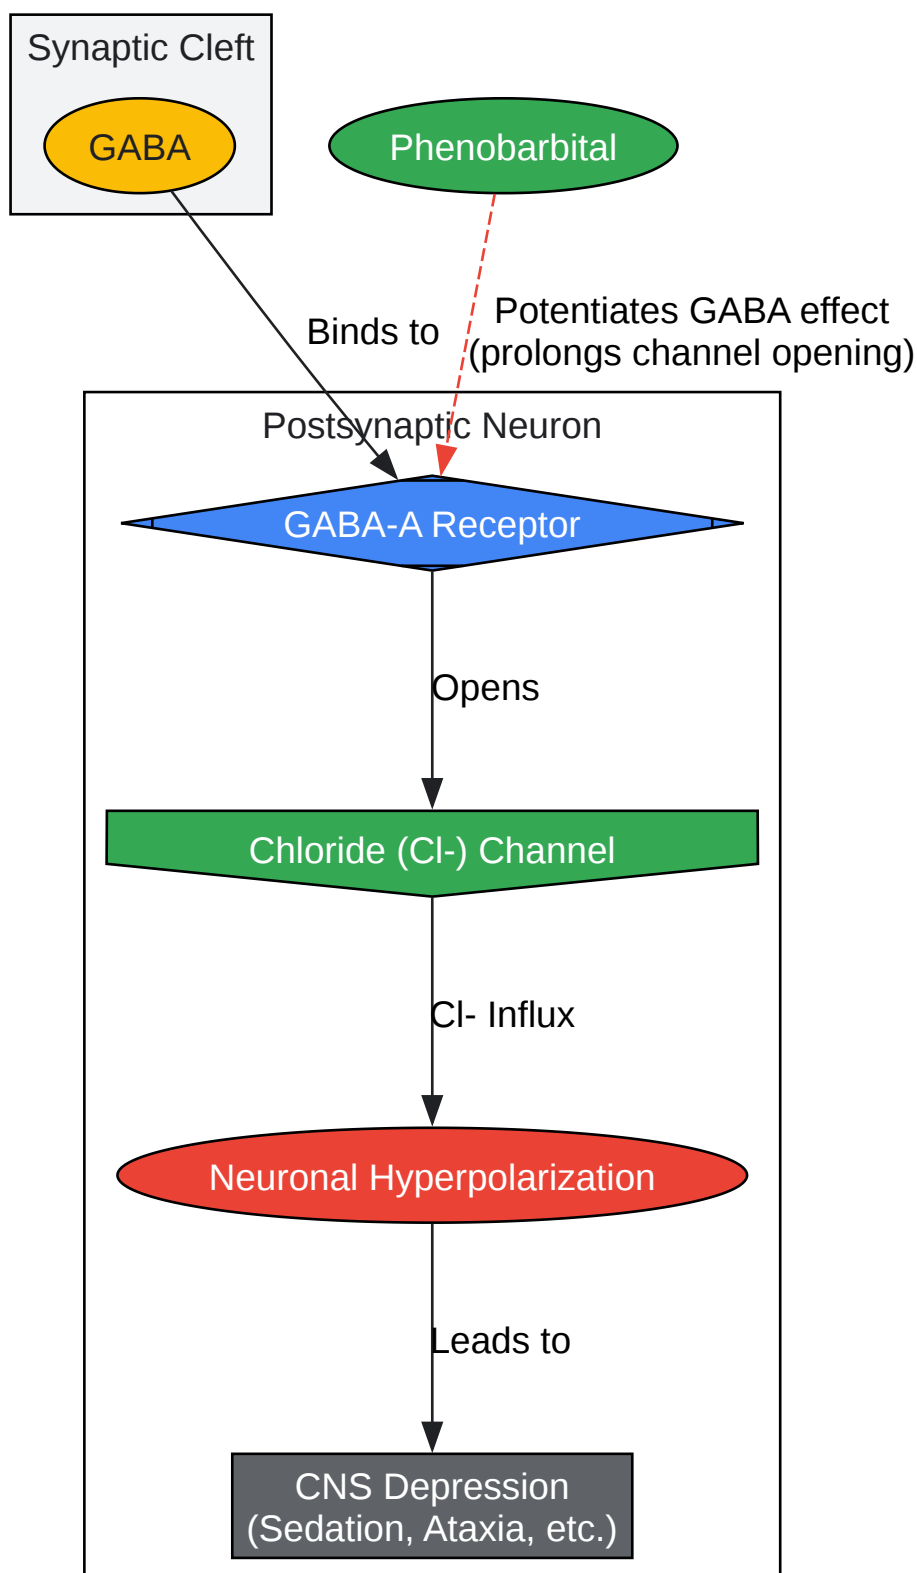 Synaptic Cleft
GABA
Phenobarbital
Binds to
Potentiates GABA effect
(prolongs channel opening)
Postsynaptic Neuron
GABA-A Receptor
Opens
Chloride (Cl-) Channel
Cl- Influx
Neuronal Hyperpolarization
Leads to
CNS Depression
(Sedation, Ataxia, etc.)